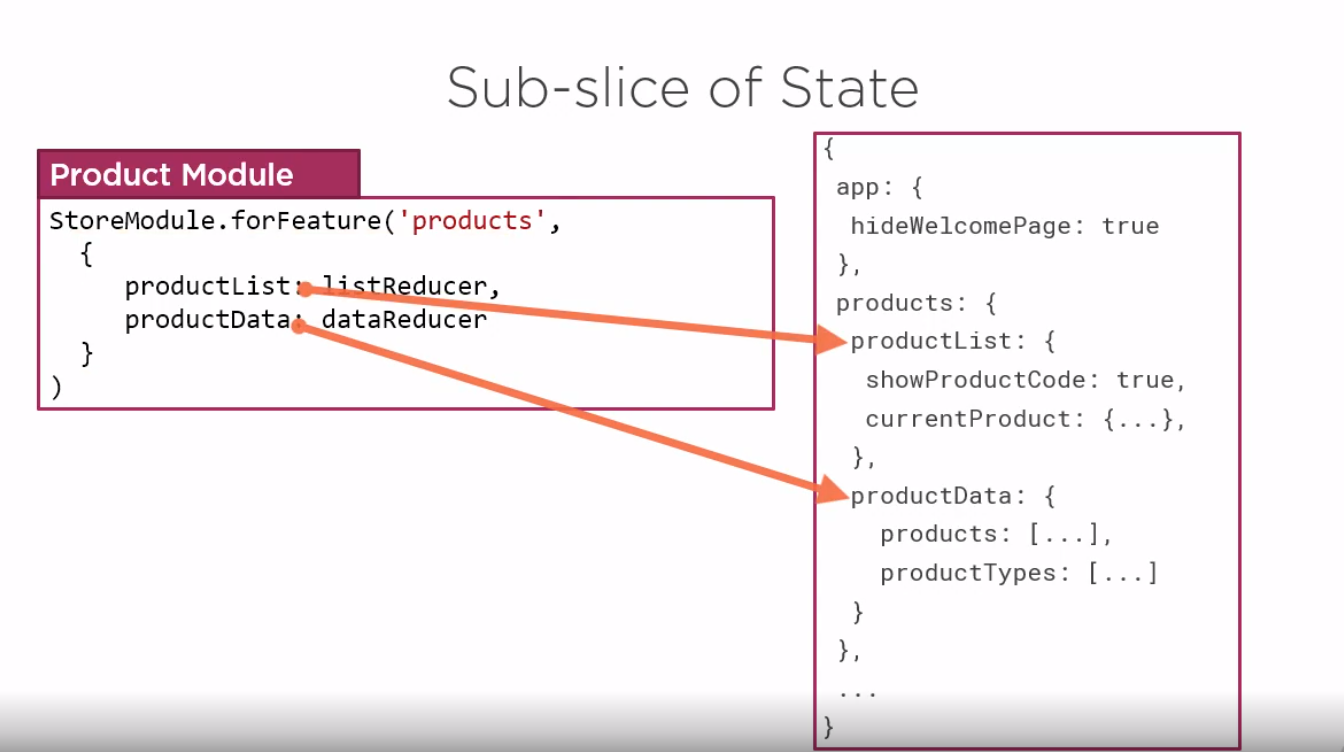 Sub-slice of State
Product Module
StoreModule.forFeature('products',
{
productList: listReducer,
productData: dataReducer
}
)
{
app: {
hideWelcomePage: true
},
products: {
productList: {
showProductCode: true,
currentProduct: {...},
},
productData: {
products: [...],
productTypes: [...]
}
},
...
}